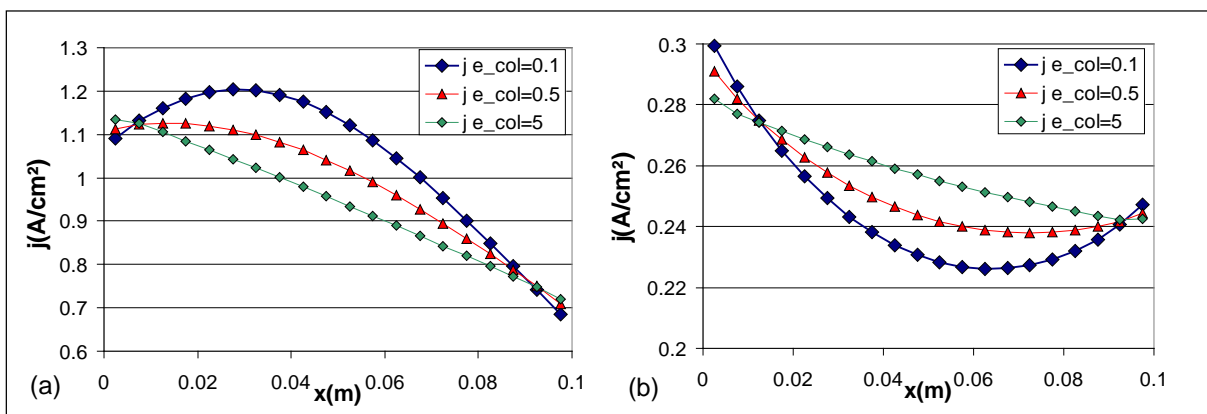 1.3
1.2
1.1
1
0.9
0.8
0.7
0.6
j(A/cm²)
j e_col=0.1
j e_col=0.5
j e_col=5
0
0.02
0.04
0.06
0.08
0.1
x(m)
(a)
0.3
0.28
0.26
0.24
0.22
0.2
j(A/cm²)
j e_col=0.1
j e_col=0.5
j e_col=5
0
0.02
0.04
0.06
0.08
0.1
x(m)
(b)